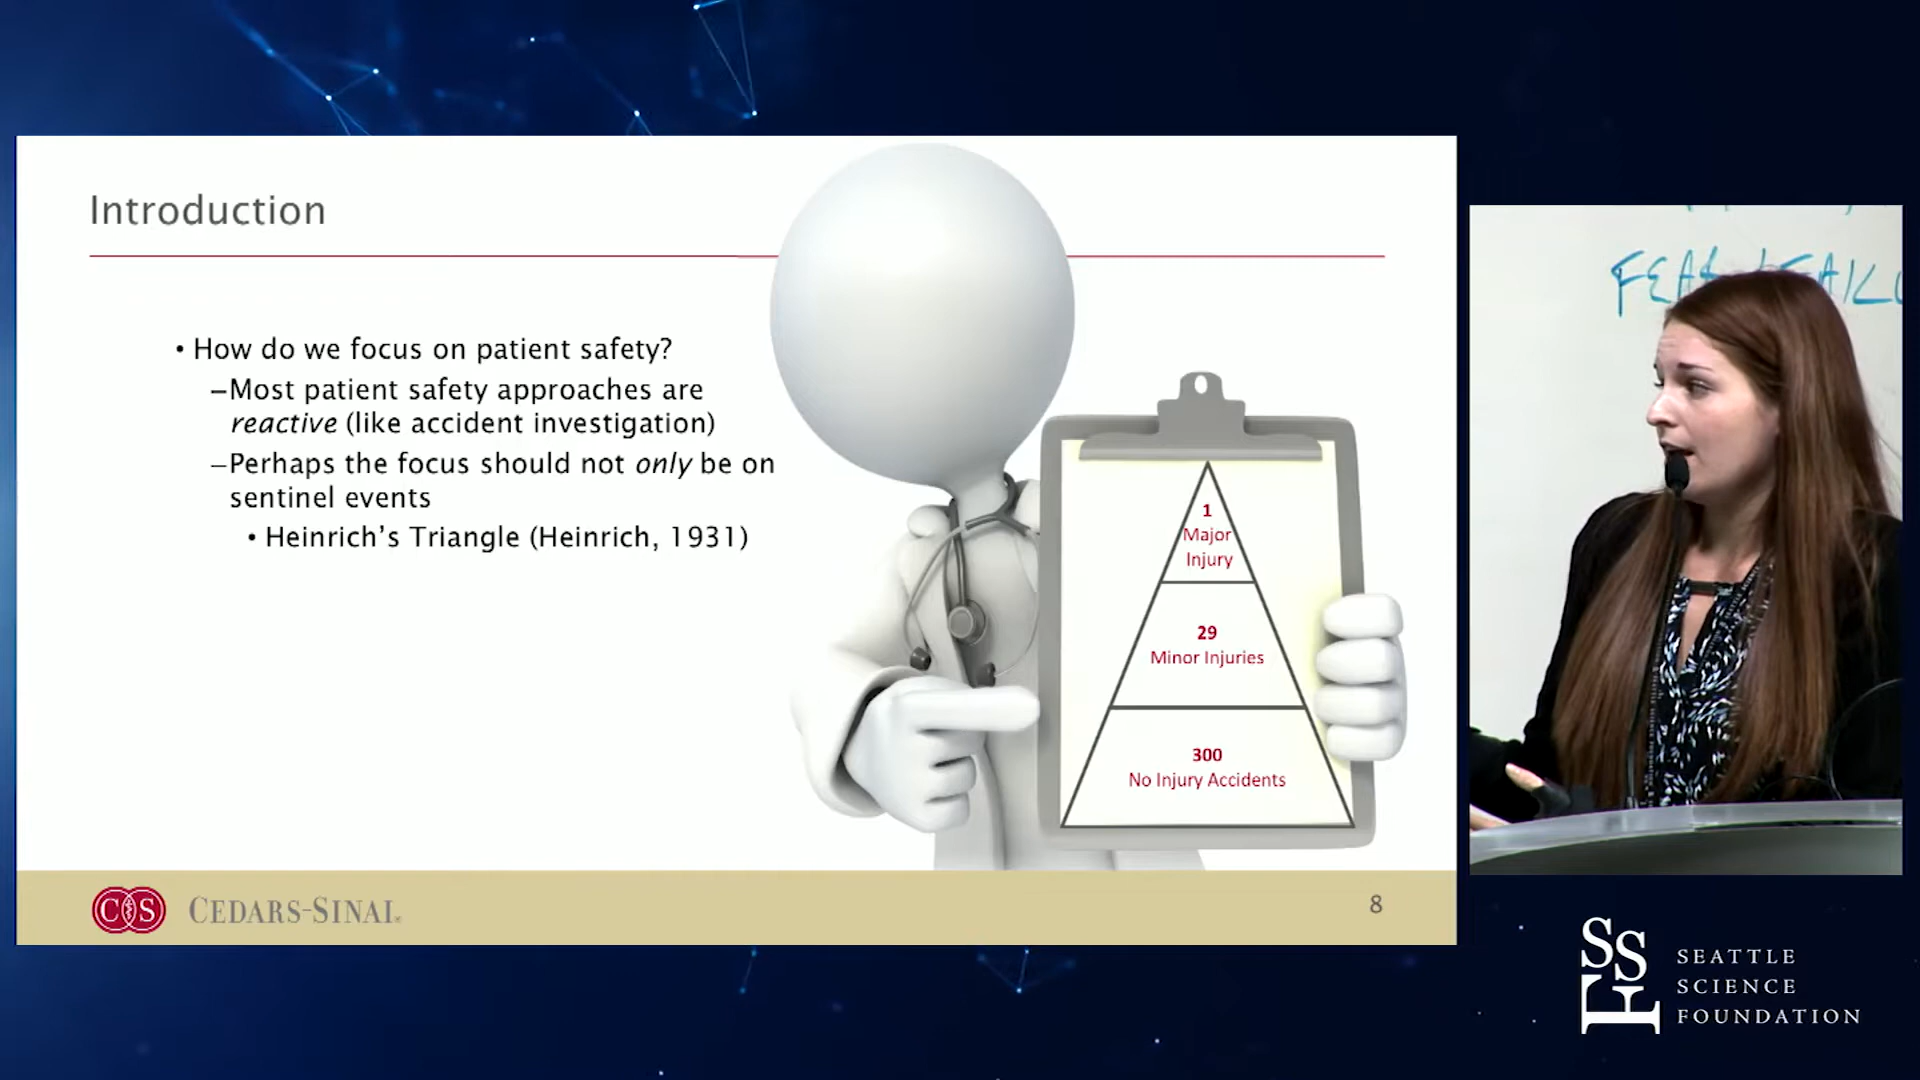 Introduction
• How do we focus on patient safety?
–Most patient safety approaches are
reactive (like accident investigation)
–Perhaps the focus should not only be on
sentinel events
• Heinrich’s Triangle (Heinrich, 1931)
1
Major
Injury
29
Minor Injuries
300
No Injury Accidents
CS
CEDARS-SINAI®
8
SSF
SEATTLE
SCIENCE
FOUNDATION